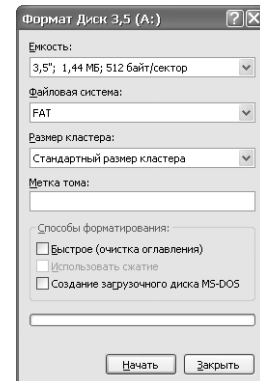 Формат Диск 3,5 (A:)
Емкость:
3,5"; 1,44 МБ; 512 байт/сектор
Файловая система:
FAT
Размер кластера:
Стандартный размер кластера
Метка тома:
Способы форматирования:
Быстрое (очистка оглавления)
Использовать сжатие
Создание загрузочного диска MS-DOS
Начать Закрыть